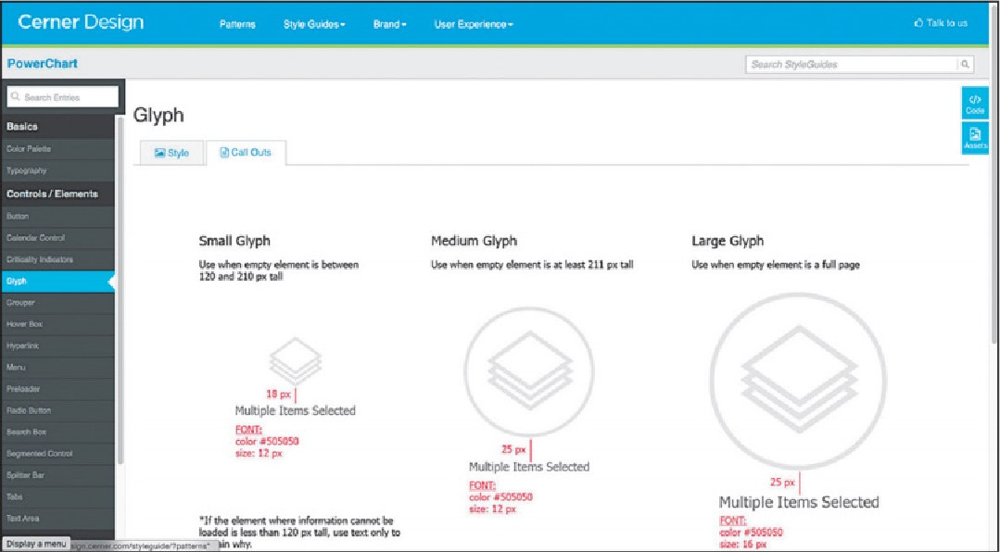 Cerner Design
Patterns
Style Guides
Brand
User Experience
Talk to us
PowerChart
Search StyleGuides
Search Entries
Basics
Color Palette
Typography
Controls / Elements
Button
Calendar Control
Criticality Indicators
Glyph
Grouper
Hover Box
Hyperlink
Menu
Preloader
Radio Button
Search Box
Segmented Control
Splitter Bar
Tabs
Text Area
Display a menu
sign.cerner.com/styleguide/?patterns"
Glyph
Style
Call Outs
</>
Code
Assets
Small Glyph
Use when empty element is between
120 and 210 px tall
18 px
Multiple Items Selected
FONT:
color #505050
size: 12 px
*If the element where information cannot be
loaded is less than 120 px tall, use text only to
ain why.
Medium Glyph
Use when empty element is at least 211 px tall
25 px
Multiple Items Selected
FONT:
color #505050
size: 12 px
Large Glyph
Use when empty element is a full page
25 px
Multiple Items Selected
FONT:
color #505050
size: 16 px